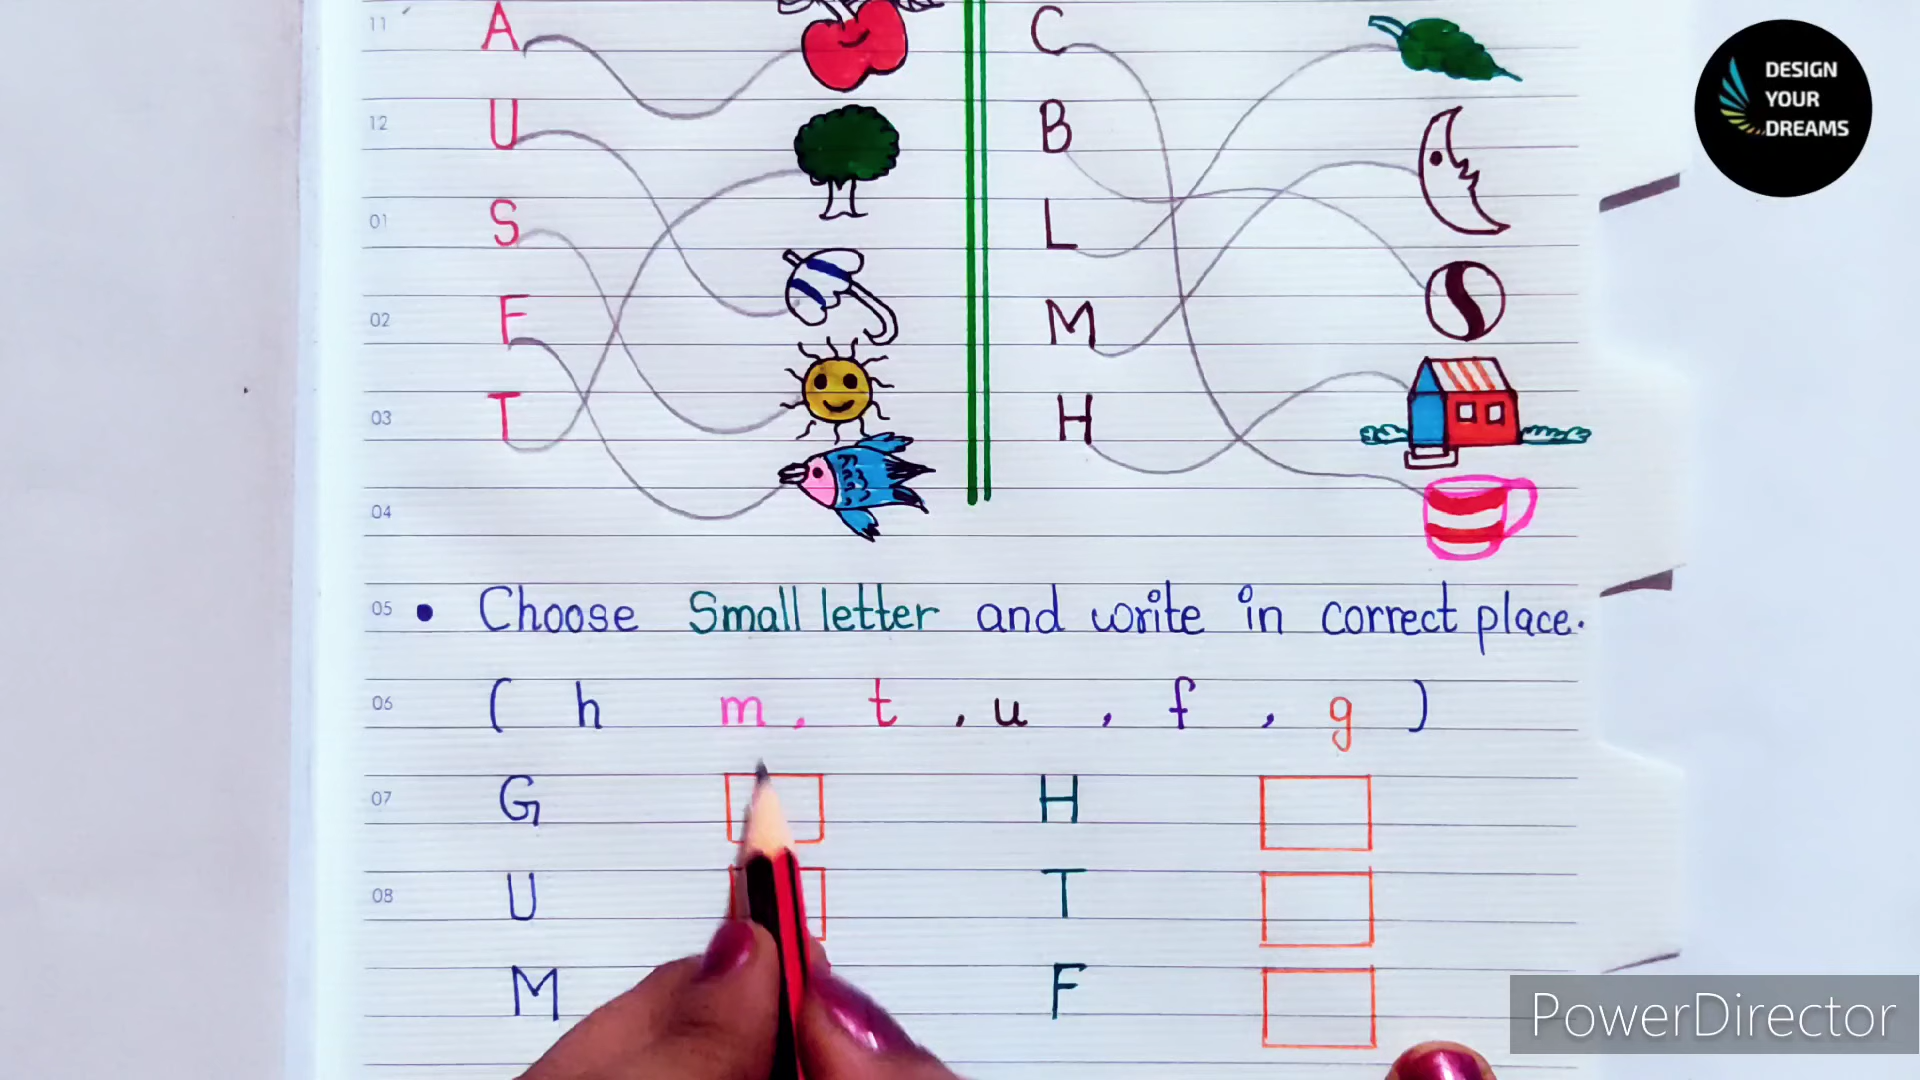 11 A C
12 U B
01 S L
02 F M
03 T H
04
05 • Choose Small letter and write in correct place.
06 ( h m, t , u , f , g )
07 G H
08 U T
M F
DESIGN
YOUR
DREAMS
PowerDirector